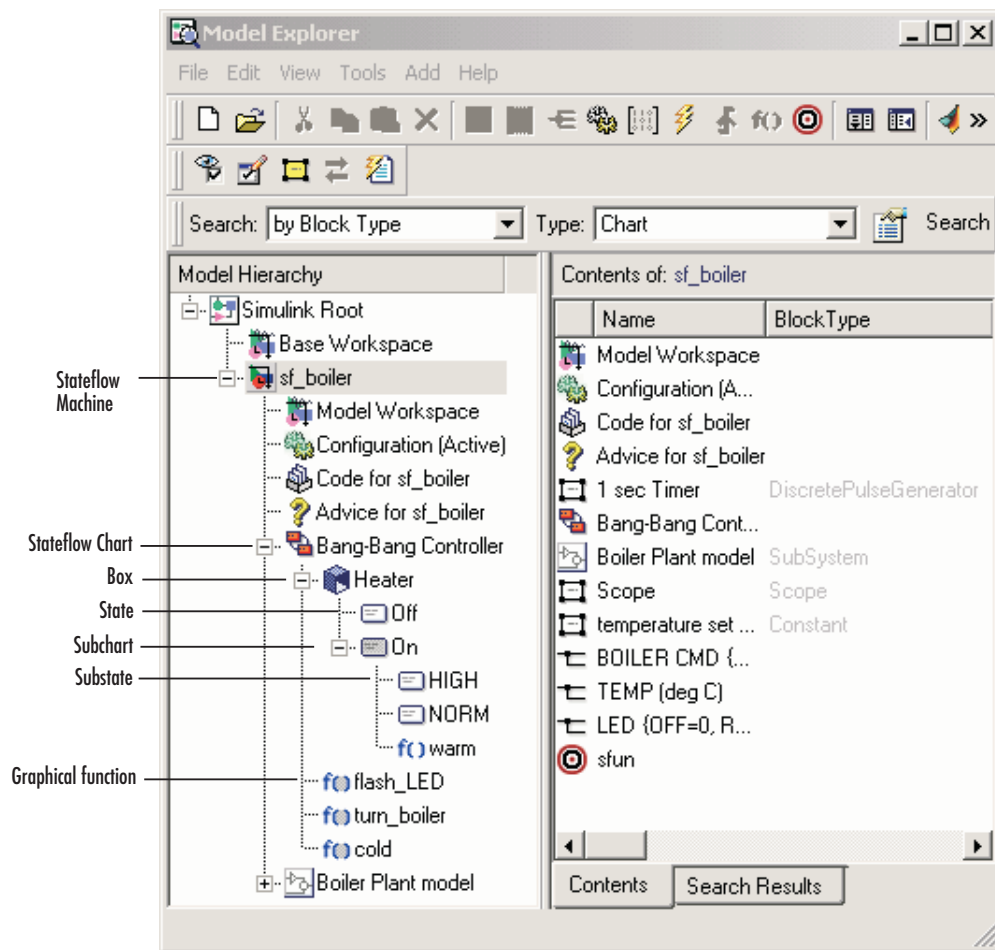 Model Explorer
File Edit View Tools Add Help
f()
»
Search: by Block Type Type: Chart Search
Model Hierarchy
Simulink Root
Base Workspace
Stateflow Machine
sf_boiler
Model Workspace
Configuration (Active)
Code for sf_boiler
Advice for sf_boiler
Stateflow Chart
Bang-Bang Controller
Box
Heater
State
Off
Subchart
On
Substate
HIGH
NORM
f() warm
Graphical function
f() flash_LED
f() turn_boiler
f() cold
Boiler Plant model
Contents of: sf_boiler
Name BlockType
Model Workspace
Configuration (A...
Code for sf_boiler
Advice for sf_boiler
1 sec Timer DiscretePulseGenerator
Bang-Bang Cont...
Boiler Plant model SubSystem
Scope Scope
temperature set ... Constant
BOILER CMD {...
TEMP (deg C)
LED {OFF=0, R...
sfun
Contents Search Results